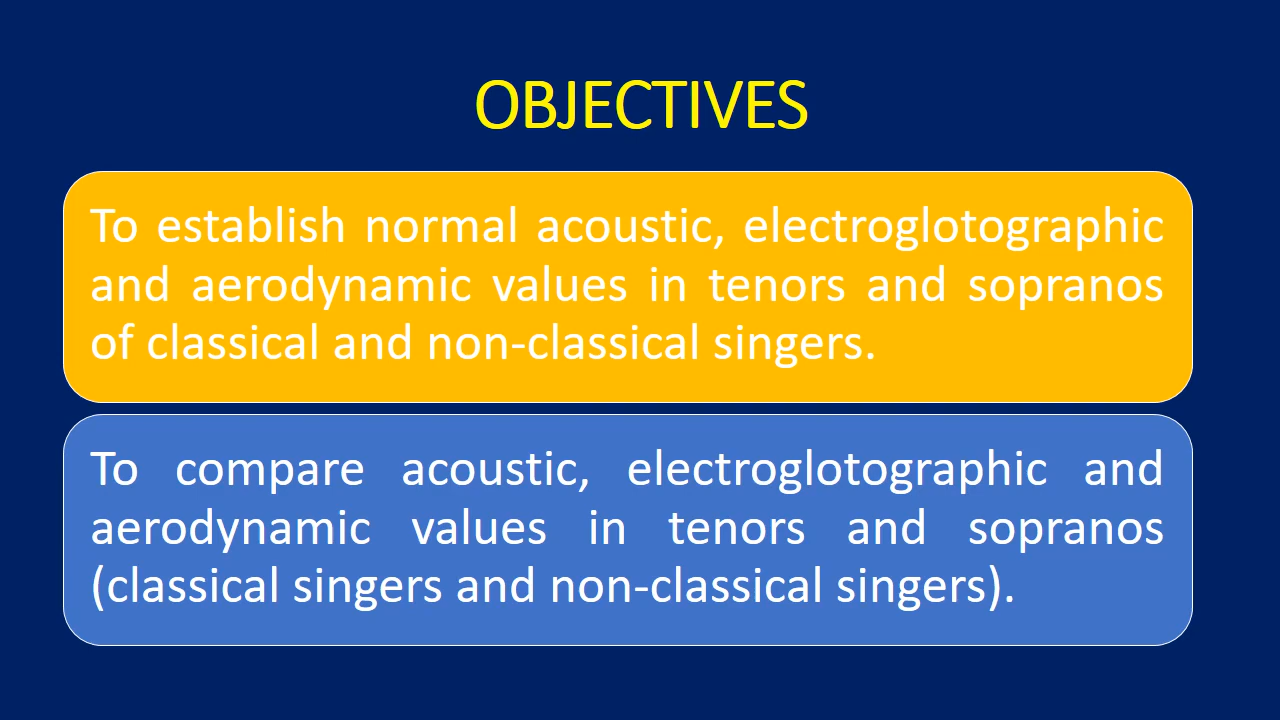 OBJECTIVES
To establish normal acoustic, electroglotographic
and aerodynamic values in tenors and sopranos
of classical and non-classical singers.
To compare acoustic, electroglotographic and
aerodynamic values in tenors and sopranos
(classical singers and non-classical singers).